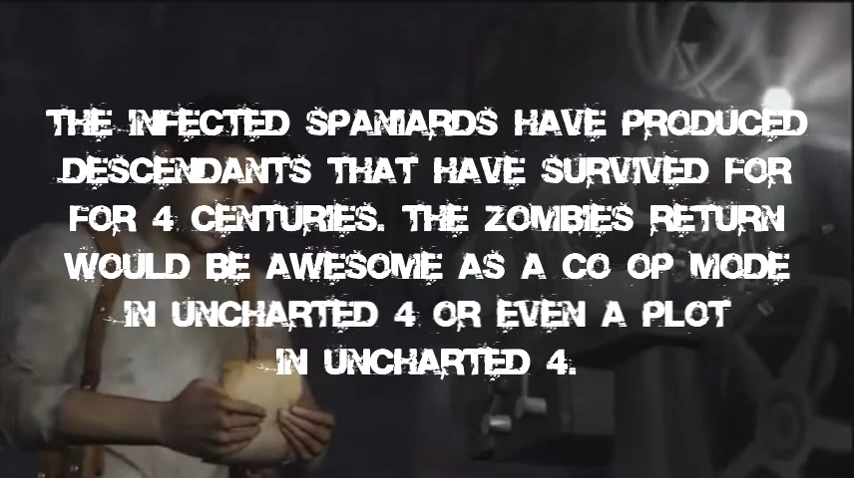 THE INFECTED SPANIARDS HAVE PRODUCED
DESCENDANTS THAT HAVE SURVIVED FOR
FOR 4 CENTURIES. THE ZOMBIES RETURN
WOULD BE AWESOME AS A CO OP MODE
IN UNCHARTED 4 OR EVEN A PLOT
IN UNCHARTED 4.